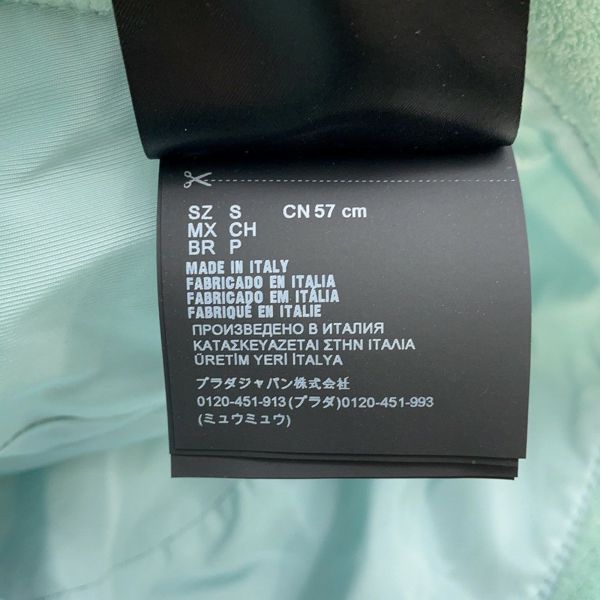 SZ S CN 57 cm
MX CH
BR P
MADE IN ITALY
FABRICADO EN ITALIA
FABRICADO EM ITÁLIA
FABRIQUÉ EN ITALIE
ПРОИЗВЕДЕНО В ИТАЛИЯ
ΚΑΤΑΣΚΕΥΑΖΕΤΑΙ ΣΤΗΝ ΙΤΑΛΙΑ
ÜRETİM YERİ İTALYA
プラダジャパン株式会社
0120-451-913(プラダ)0120-451-993
(ミュウミュウ)